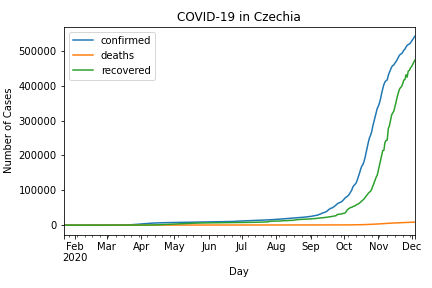 COVID-19 in Czechia
confirmed
deaths
recovered
Number of Cases
500000
400000
300000
200000
100000
0
Feb Mar Apr May Jun Jul Aug Sep Oct Nov Dec
2020
Day